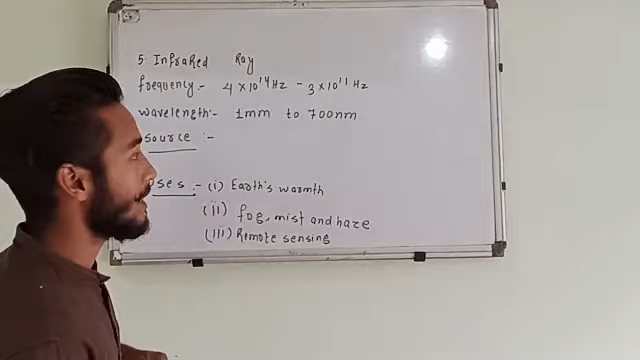 5. Infrared Ray
frequency:- 4 × 10¹⁴ Hz - 3 × 10¹¹ Hz
wavelength:- 1mm to 700nm
source :-
uses :- (i) Earth's warmth
(ii) fog, mist and haze
(iii) Remote sensing